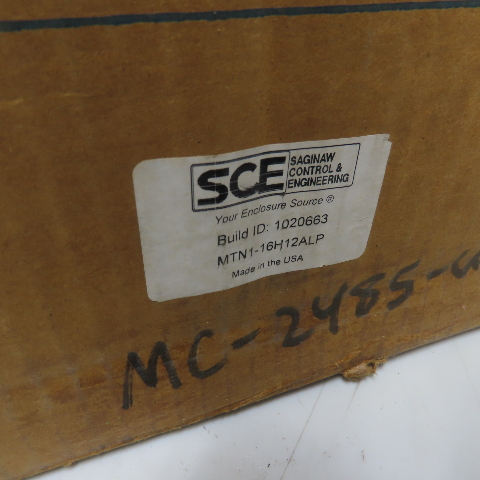 SCE
SAGINAW
CONTROL &
ENGINEERING
Your Enclosure Source ®
Build ID: 1020663
MTN1-16H12ALP
Made in the USA
MC-2485-